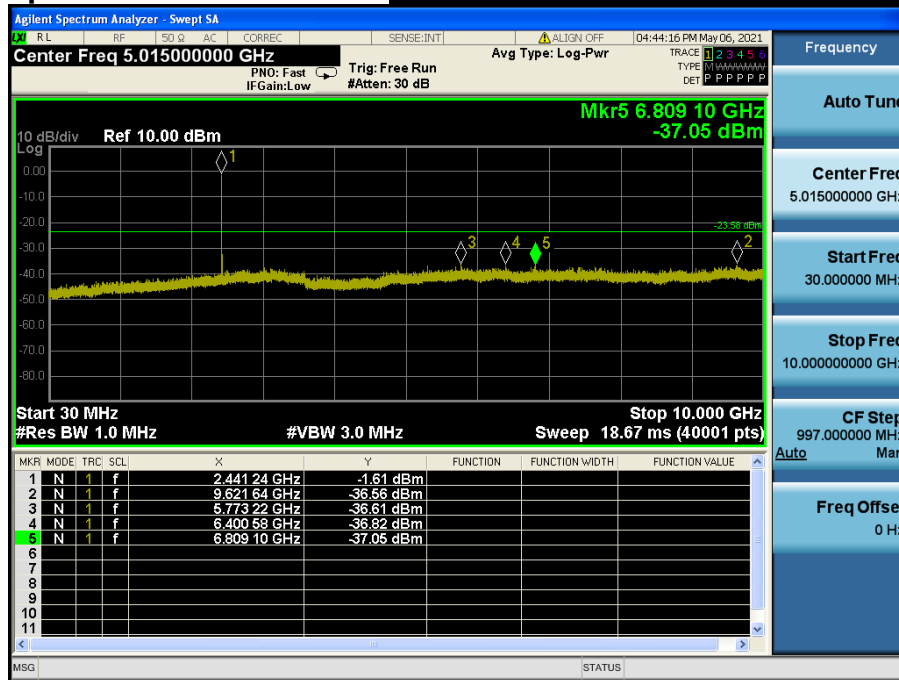 Agilent Spectrum Analyzer - Swept SA
LXI RL RF 50 Ω AC CORREC SENSE:INT ALIGN OFF 04:44:16 PM May 06, 2021
Center Freq 5.015000000 GHz
PNO: Fast
IFGain:Low
Trig: Free Run
#Atten: 30 dB
Avg Type: Log-Pwr
TRACE 1 2 3 4 5 6
TYPE M WWWWW
DET P P P P P P
Mkr5 6.809 10 GHz
-37.05 dBm
10 dB/div Ref 10.00 dBm
Log
1
0.00
-10.0
-20.0
-23.58 dBm
-30.0
3 4 5 2
-40.0
-50.0
-60.0
-70.0
-80.0
Start 30 MHz Stop 10.000 GHz
#Res BW 1.0 MHz #VBW 3.0 MHz Sweep 18.67 ms (40001 pts)
MKR MODE TRC SCL X Y FUNCTION FUNCTION WIDTH FUNCTION VALUE
1 N 1 f 2.441 24 GHz -1.61 dBm
2 N 1 f 9.621 64 GHz -36.56 dBm
3 N 1 f 5.773 22 GHz -36.61 dBm
4 N 1 f 6.400 58 GHz -36.82 dBm
5 N 1 f 6.809 10 GHz -37.05 dBm
6
7
8
9
10
11
MSG STATUS
Frequency
Auto Tune
Center Freq
5.015000000 GHz
Start Freq
30.000000 MHz
Stop Freq
10.000000000 GHz
CF Step
997.000000 MHz
Auto Man
Freq Offset
0 Hz